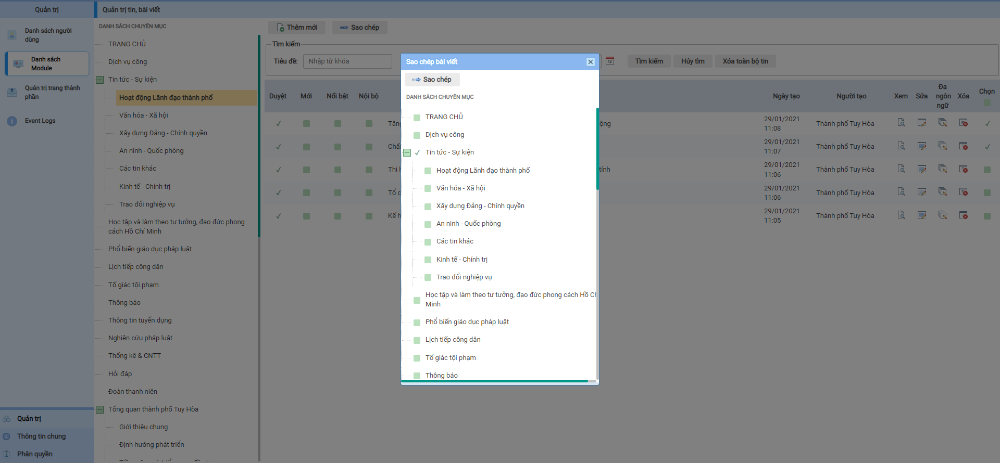 Quản trị
Quản trị tin, bài viết
Danh sách người
dùng
Danh sách
Module
Quản trị trang thành
phần
Event Logs
Quản trị
Thông tin chung
Phân quyền
DANH SÁCH CHUYÊN MỤC
TRANG CHỦ
Dịch vụ công
Tin tức - Sự kiện
Hoạt động Lãnh đạo thành phố
Văn hóa - Xã hội
Xây dựng Đảng - Chính quyền
An ninh - Quốc phòng
Các tin khác
Kinh tế - Chính trị
Trao đổi nghiệp vụ
Học tập và làm theo tư tưởng, đạo đức phong
cách Hồ Chí Minh
Phổ biến giáo dục pháp luật
Lịch tiếp công dân
Tố giác tội phạm
Thông báo
Thông tin tuyển dụng
Nghiên cứu pháp luật
Thống kê & CNTT
Hỏi đáp
Đoàn thanh niên
Tổng quan thành phố Tuy Hòa
Giới thiệu chung
Định hướng phát triển
Thêm mới
Sao chép
Tìm kiếm
Tiêu đề: Nhập từ khóa
12
Tìm kiếm Hủy tìm Xóa toàn bộ tin
Duyệt Mới Nổi bật Nội bộ Ngày tạo Người tạo Xem Sửa Đa ngôn ngữ Xóa Chọn
Tăng ộng 29/01/2021 11:08 Thành phố Tuy Hòa
Chấ 29/01/2021 11:07 Thành phố Tuy Hòa
Thi h tỉnh 29/01/2021 11:06 Thành phố Tuy Hòa
Tổ c 29/01/2021 11:06 Thành phố Tuy Hòa
Kế h 29/01/2021 11:05 Thành phố Tuy Hòa
Sao chép bài viết
Sao chép
DANH SÁCH CHUYÊN MỤC
TRANG CHỦ
Dịch vụ công
Tin tức - Sự kiện
Hoạt động Lãnh đạo thành phố
Văn hóa - Xã hội
Xây dựng Đảng - Chính quyền
An ninh - Quốc phòng
Các tin khác
Kinh tế - Chính trị
Trao đổi nghiệp vụ
Học tập và làm theo tư tưởng, đạo đức phong cách Hồ Ch
Minh
Phổ biến giáo dục pháp luật
Lịch tiếp công dân
Tố giác tội phạm
Thông báo